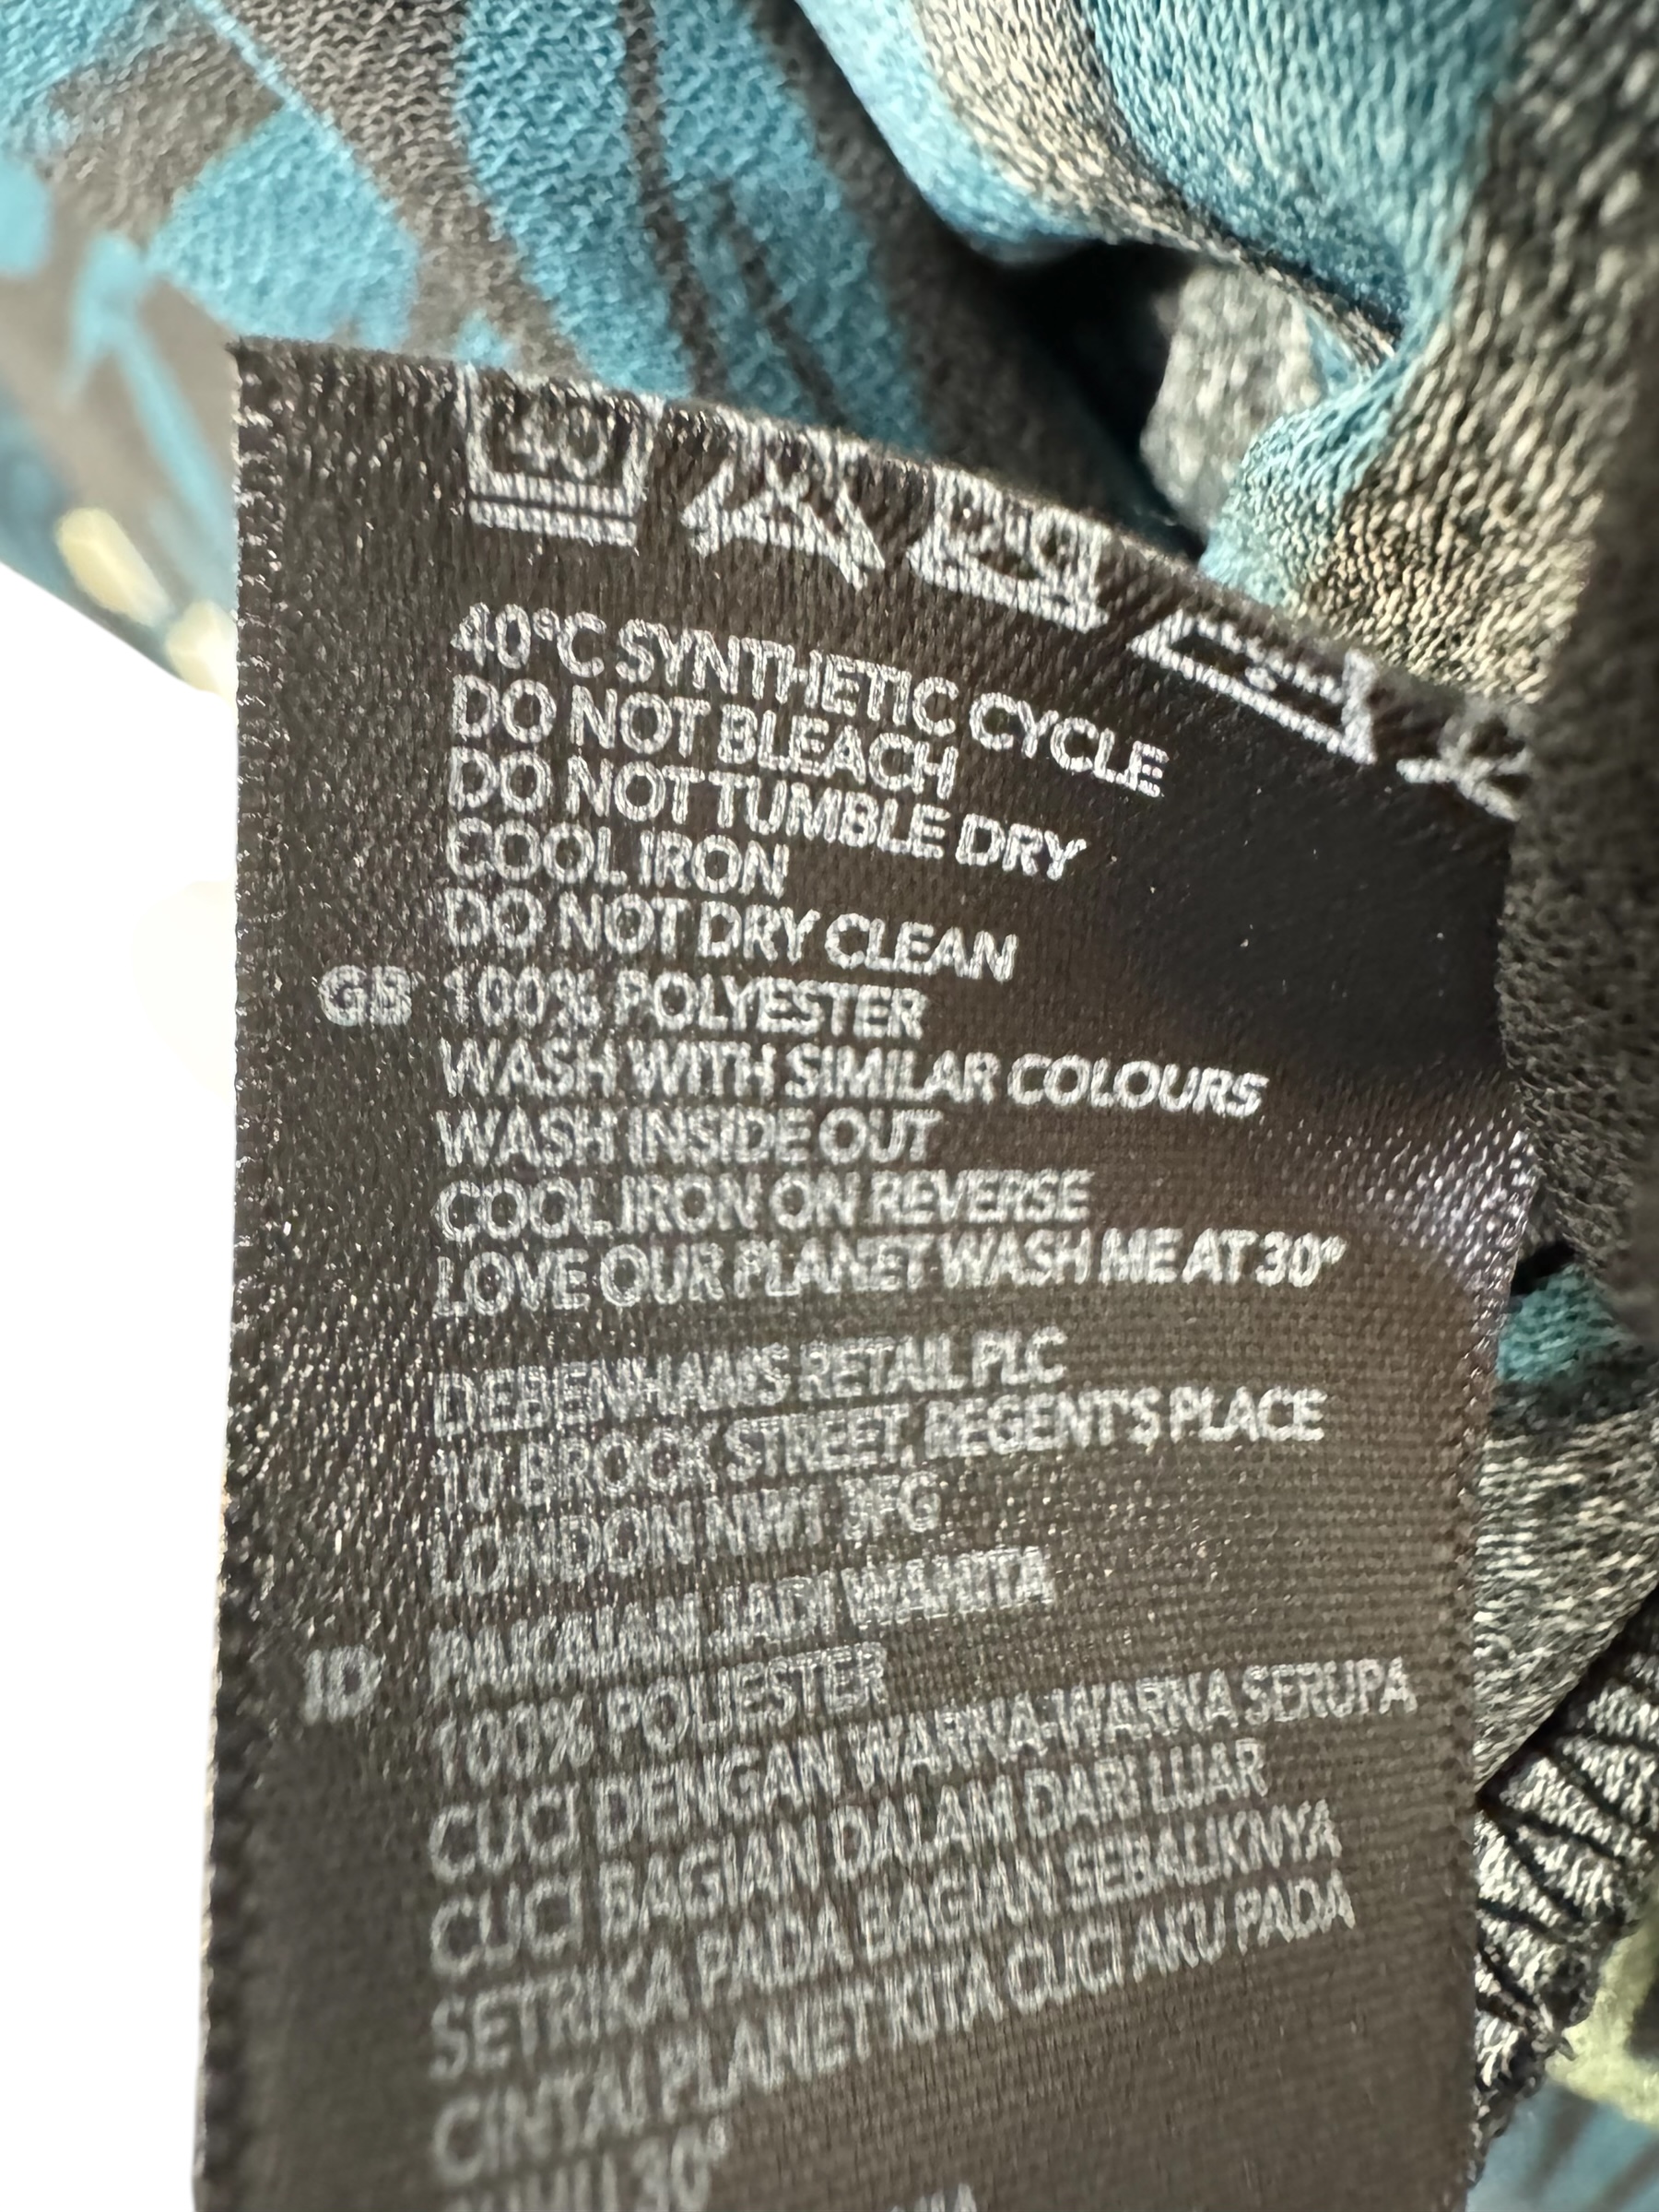 40
40°C SYNTHETIC CYCLE
DO NOT BLEACH
DO NOT TUMBLE DRY
COOL IRON
DO NOT DRY CLEAN
GB 100% POLYESTER
WASH WITH SIMILAR COLOURS
WASH INSIDE OUT
COOL IRON ON REVERSE
LOVE OUR PLANET WASH ME AT 30°
DEBENHAMS RETAIL PLC
10 BROCK STREET, REGENT'S PLACE
LONDON NW1 3FG
ID PAKAIAN JADI WANITA
100% POLIESTER
CUCI DENGAN WARNA-WARNA SERUPA
CUCI BAGIAN DALAM DARI LUAR
SETRIKA PADA BAGIAN SEBALIKNYA
CINTAI PLANET KITA CUCI AKU PADA
30°